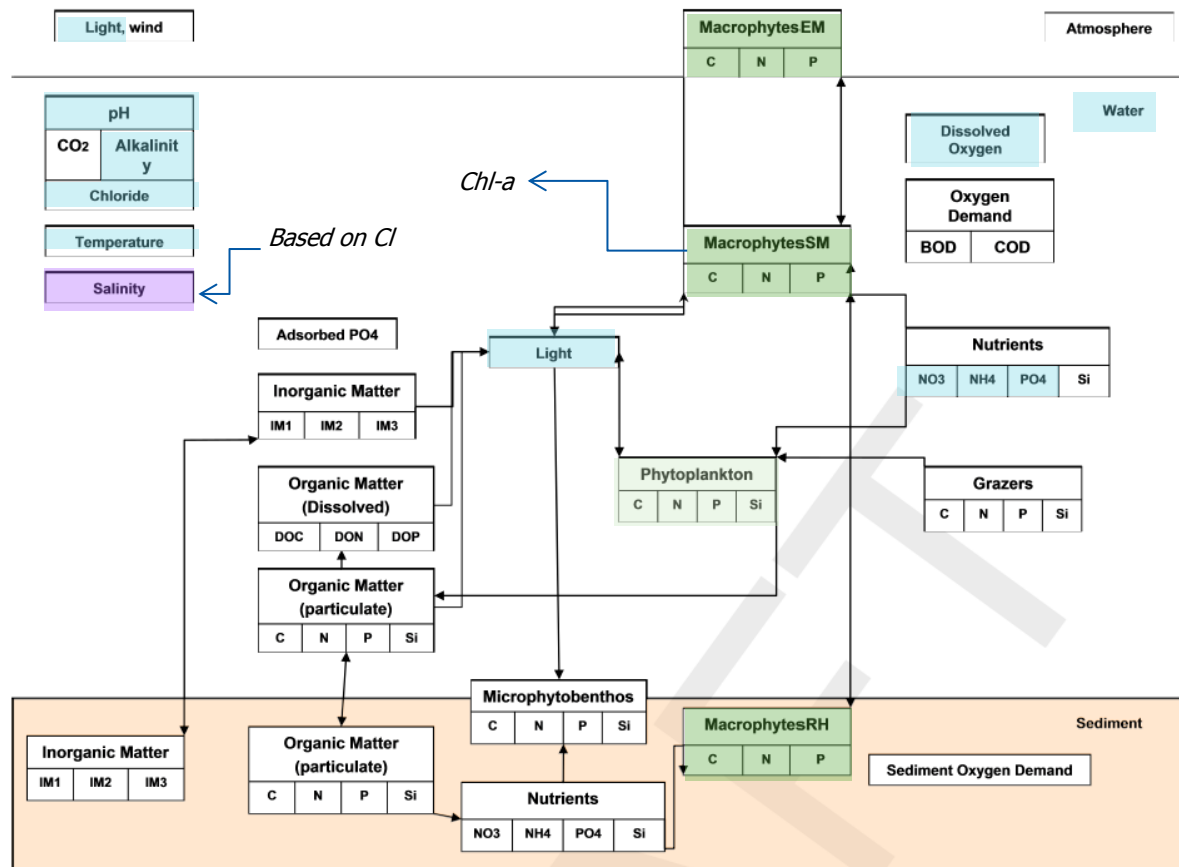 Light, wind
MacrophytesEM
C N P
Atmosphere
pH
CO2 Alkalinit
y
Chloride
Temperature
Salinity
Based on Cl
Chl-a
Water
Dissolved
Oxygen
Oxygen
Demand
BOD COD
MacrophytesSM
C N P
Adsorbed PO4
Light
Nutrients
NO3 NH4 PO4 Si
Inorganic Matter
IM1 IM2 IM3
Phytoplankton
C N P Si
Grazers
C N P Si
Organic Matter
(Dissolved)
DOC DON DOP
Organic Matter
(particulate)
C N P Si
Microphytobenthos
C N P Si
MacrophytesRH
C N P
Sediment
Inorganic Matter
IM1 IM2 IM3
Organic Matter
(particulate)
C N P Si
Sediment Oxygen Demand
Nutrients
NO3 NH4 PO4 Si